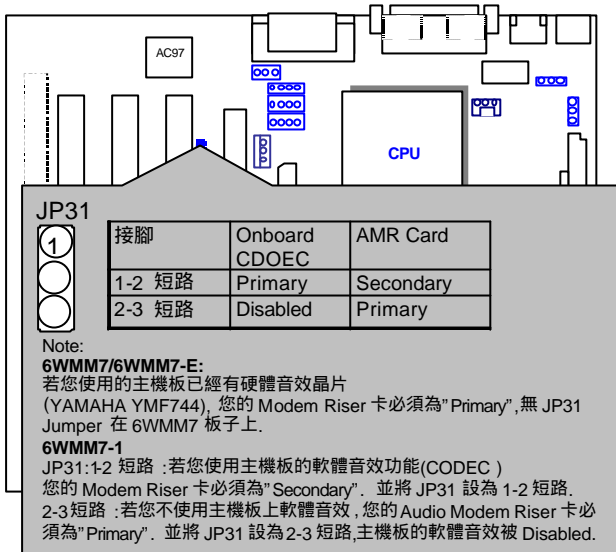 AC97
CPU
JP31
1
接腳 Onboard CDOEC AMR Card
1-2 短路 Primary Secondary
2-3 短路 Disabled Primary
Note:
6WMM7/6WMM7-E:
若您使用的主機板已經有硬體音效晶片
(YAMAHA YMF744), 您的 Modem Riser 卡必須為”Primary”,無 JP31
Jumper 在 6WMM7 板子上.
6WMM7-1
JP31:1-2 短路 :若您使用主機板的軟體音效功能(CODEC )
您的 Modem Riser 卡必須為”Secondary”. 並將 JP31 設為 1-2 短路.
2-3 短路 :若您不使用主機板上軟體音效 , 您的 Audio Modem Riser 卡必
須為”Primary”. 並將 JP31 設為 2-3 短路,主機板的軟體音效被 Disabled.